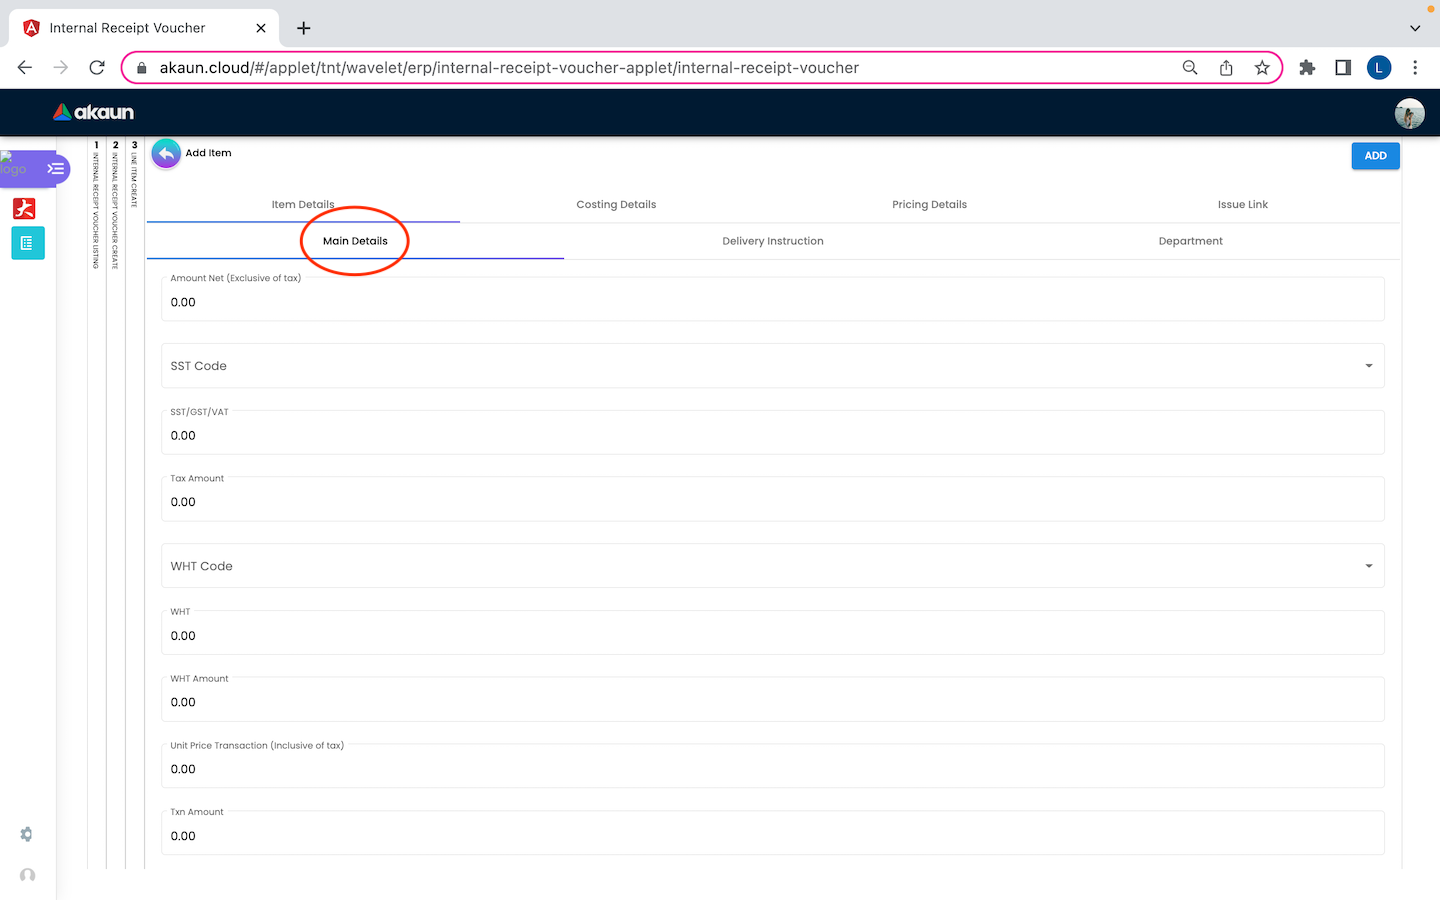 Internal Receipt Voucher
akaun.cloud/#/applet/tnt/wavelet/erp/internal-receipt-voucher-applet/internal-receipt-voucher
L
akaun
logo
1 INTERNAL RECEIPT VOUCHER LISTING
2 INTERNAL RECEIPT VOUCHER CREATE
3 LINE ITEM CREATE
Add Item
ADD
Item Details Costing Details Pricing Details Issue Link
Main Details Delivery Instruction Department
Amount Net (Exclusive of tax)
0.00
SST Code
SST/GST/VAT
0.00
Tax Amount
0.00
WHT Code
WHT
0.00
WHT Amount
0.00
Unit Price Transaction (Inclusive of tax)
0.00
Txn Amount
0.00